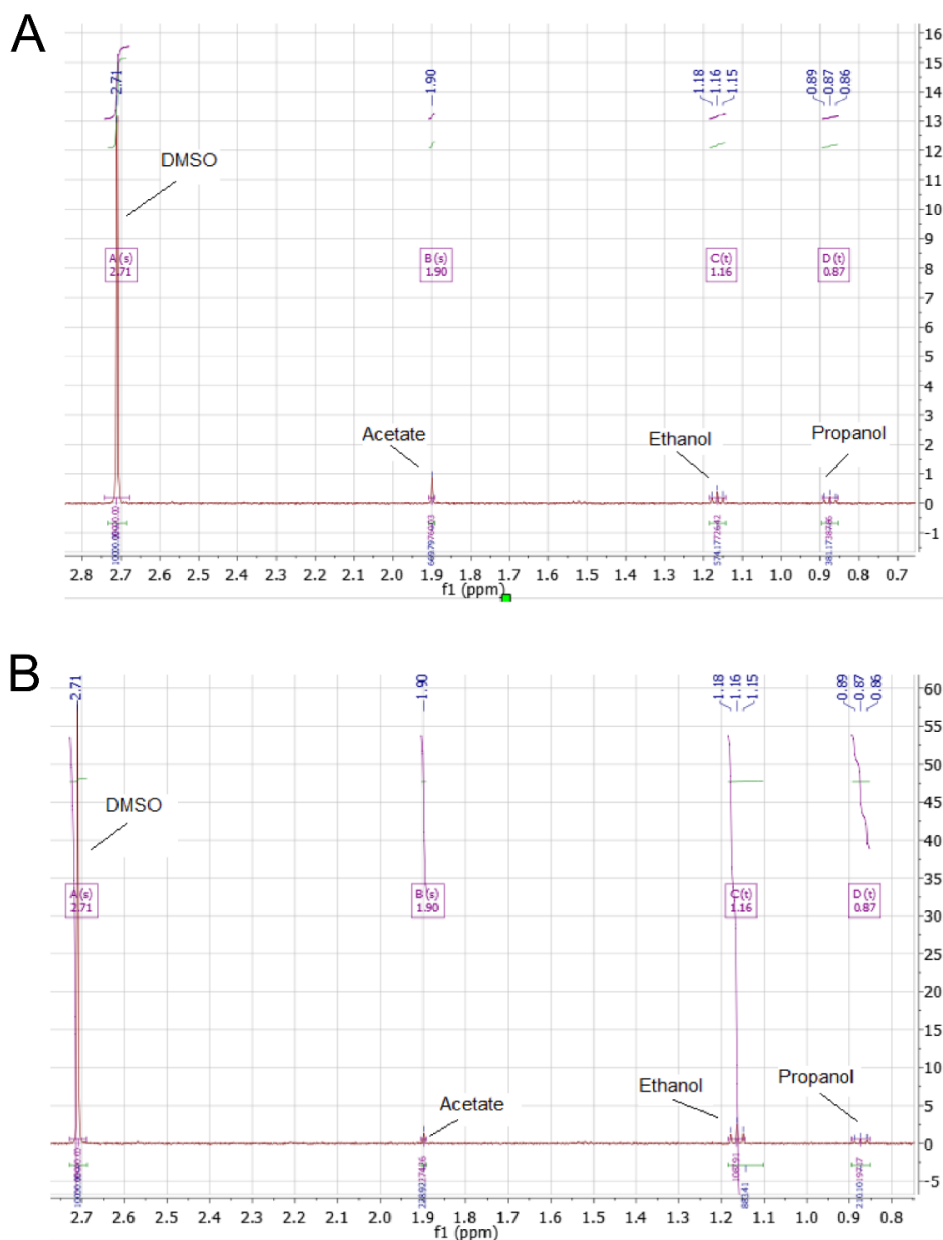 A
2.71
1.90
1.18
1.16
1.15
0.89
0.87
0.86
16
15
14
13
12
11
10
9
8
7
6
5
4
3
2
1
0
-1
DMSO
A (s)
2.71
B (s)
1.90
C (t)
1.16
D (t)
0.87
Acetate
Ethanol
Propanol
2.8 2.7 2.6 2.5 2.4 2.3 2.2 2.1 2.0 1.9 1.8 1.7 1.6 1.5 1.4 1.3 1.2 1.1 1.0 0.9 0.8 0.7
f1 (ppm)
B
2.71
1.90
1.18
1.16
1.15
0.89
0.87
0.86
60
55
50
45
40
35
30
25
20
15
10
5
0
-5
DMSO
A (s)
2.71
B (s)
1.90
C (t)
1.16
D (t)
0.87
Acetate
Ethanol
Propanol
2.7 2.6 2.5 2.4 2.3 2.2 2.1 2.0 1.9 1.8 1.7 1.6 1.5 1.4 1.3 1.2 1.1 1.0 0.9 0.8
f1 (ppm)